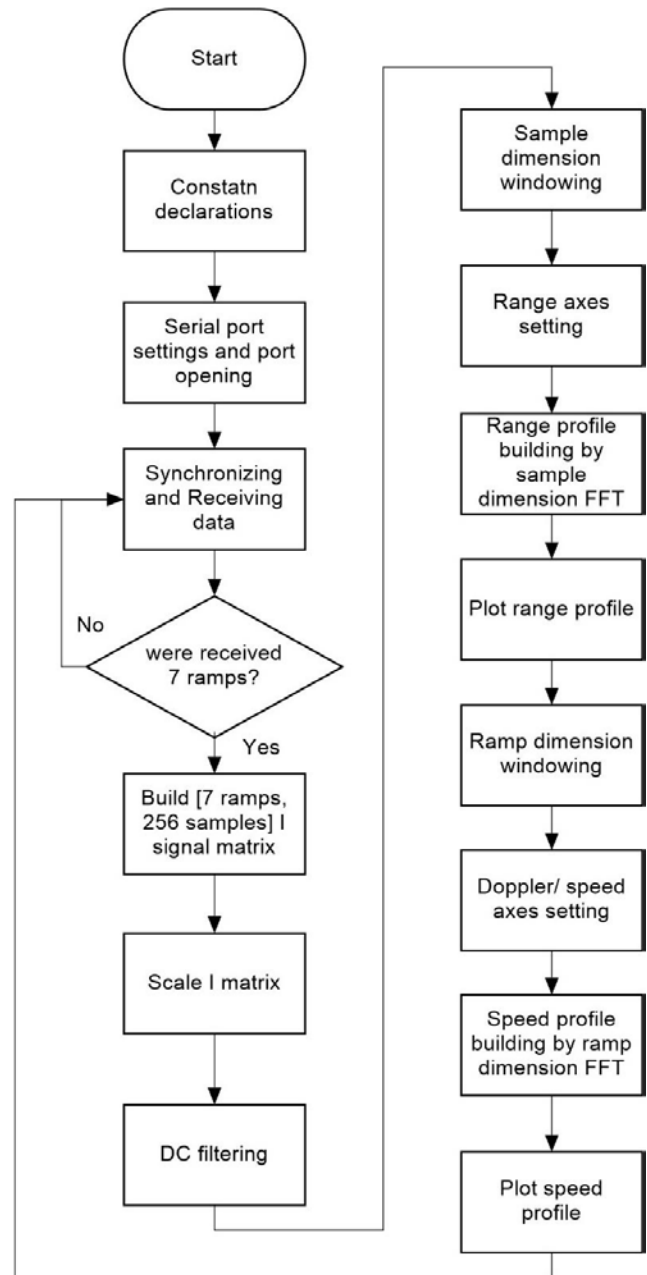 Start
Constatn
declarations
Serial port
settings and port
opening
Synchronizing
and Receiving
data
No
were received
7 ramps?
Yes
Build [7 ramps,
256 samples] I
signal matrix
Scale I matrix
DC filtering
Sample
dimension
windowing
Range axes
setting
Range profile
building by
sample
dimension FFT
Plot range profile
Ramp dimension
windowing
Doppler/ speed
axes setting
Speed profile
building by ramp
dimension FFT
Plot speed
profile